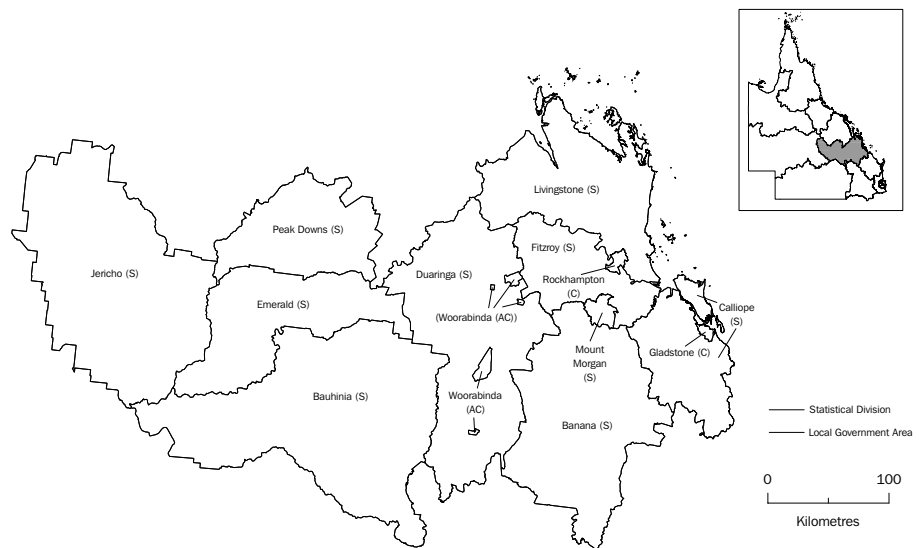 Livingstone (S)
Peak Downs (S)
Fitzroy (S)
Jericho (S)
Duaringa (S)
Rockhampton
(C)
Emerald (S)
Calliope
(S)
(Woorabinda (AC))
Mount
Morgan
(S)
Gladstone (C)
Bauhinia (S)
Woorabinda
(AC)
Banana (S)
Statistical Division
Local Government Area
0 100
Kilometres